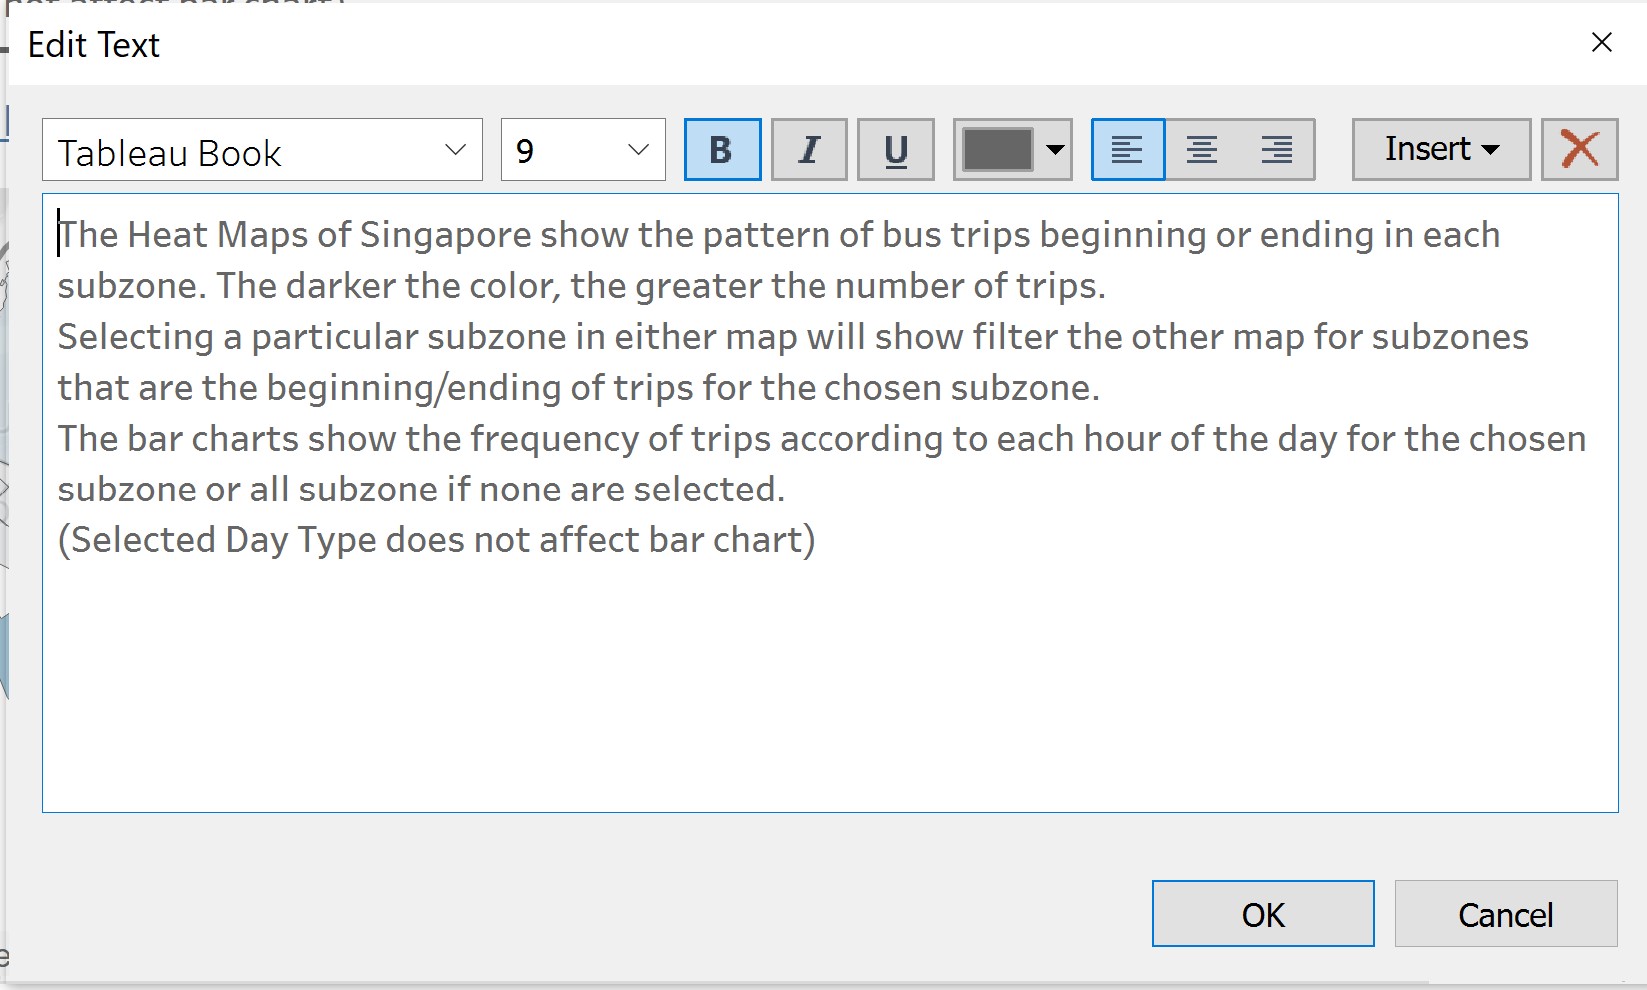 not affect bar chart)
Edit Text
Tableau Book
9
B
I
U
Insert
The Heat Maps of Singapore show the pattern of bus trips beginning or ending in each
subzone. The darker the color, the greater the number of trips.
Selecting a particular subzone in either map will show filter the other map for subzones
that are the beginning/ending of trips for the chosen subzone.
The bar charts show the frequency of trips according to each hour of the day for the chosen
subzone or all subzone if none are selected.
(Selected Day Type does not affect bar chart)
OK
Cancel
e